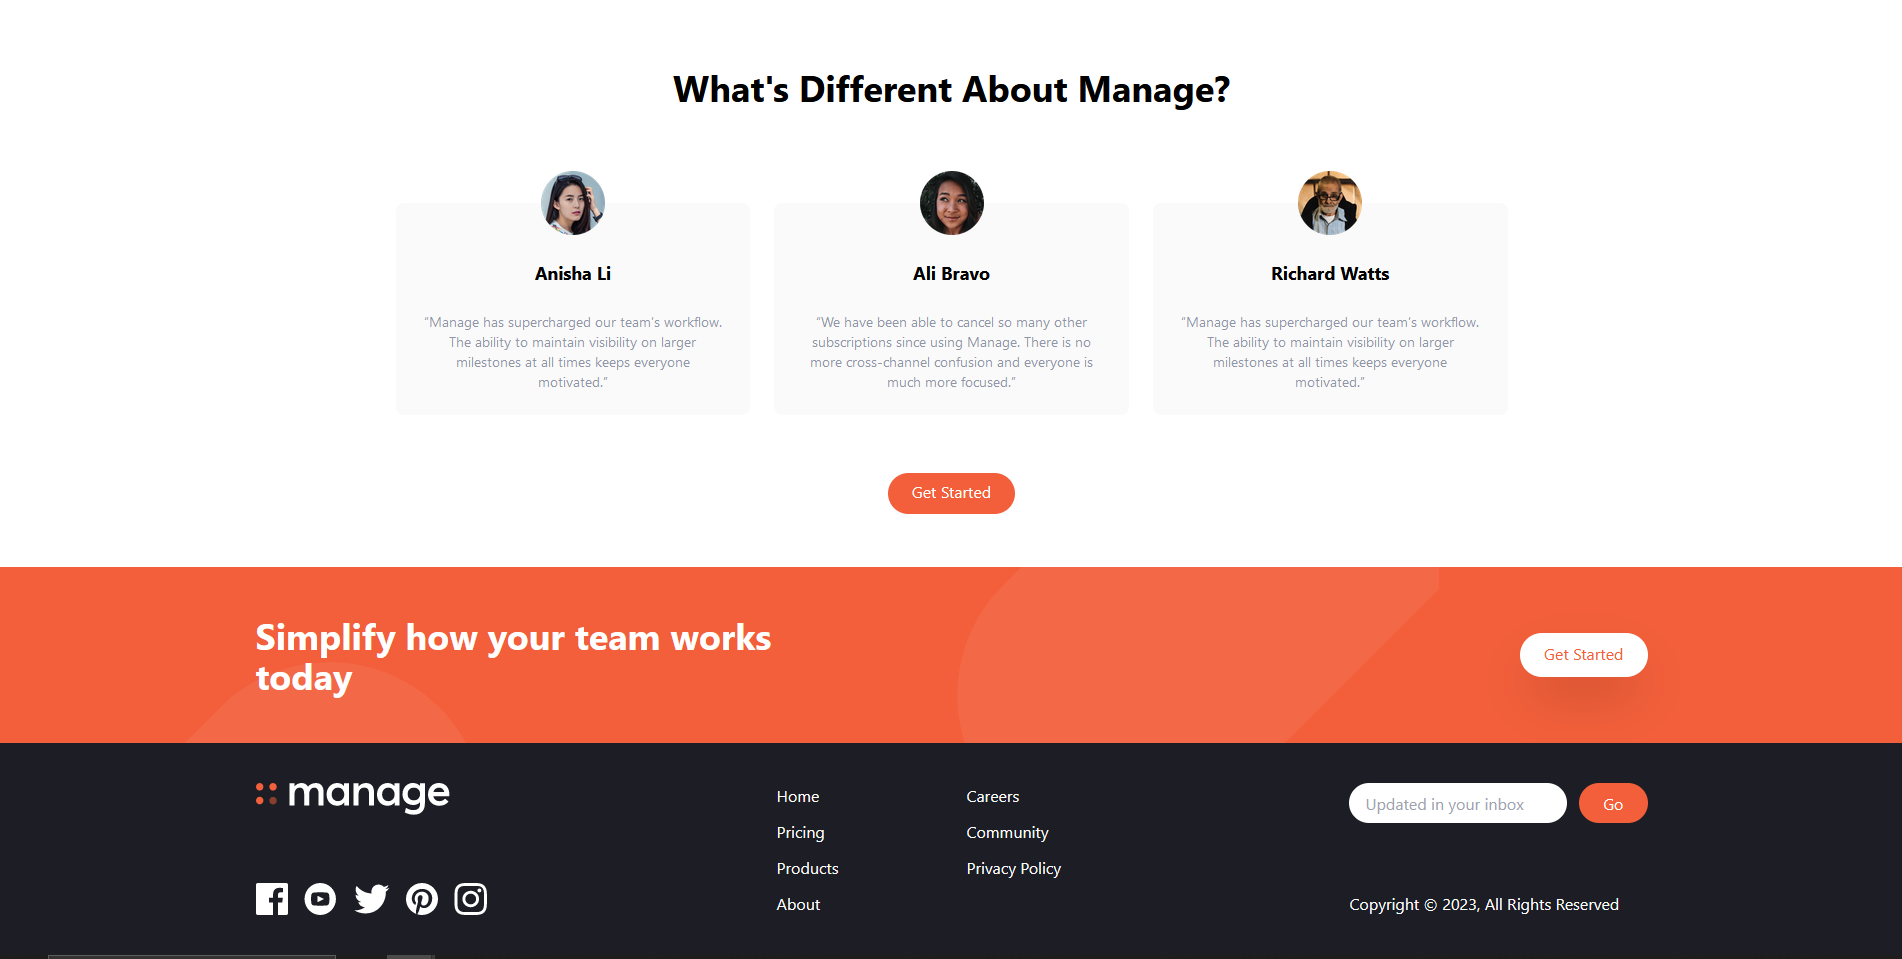 What's Different About Manage?
Anisha Li
“Manage has supercharged our team’s workflow.
The ability to maintain visibility on larger
milestones at all times keeps everyone
motivated.”
Ali Bravo
“We have been able to cancel so many other
subscriptions since using Manage. There is no
more cross-channel confusion and everyone is
much more focused.”
Richard Watts
“Manage has supercharged our team’s workflow.
The ability to maintain visibility on larger
milestones at all times keeps everyone
motivated.”
Get Started
Simplify how your team works
today
Get Started
manage
Home
Pricing
Products
About
Careers
Community
Privacy Policy
Updated in your inbox
Go
Copyright © 2023, All Rights Reserved